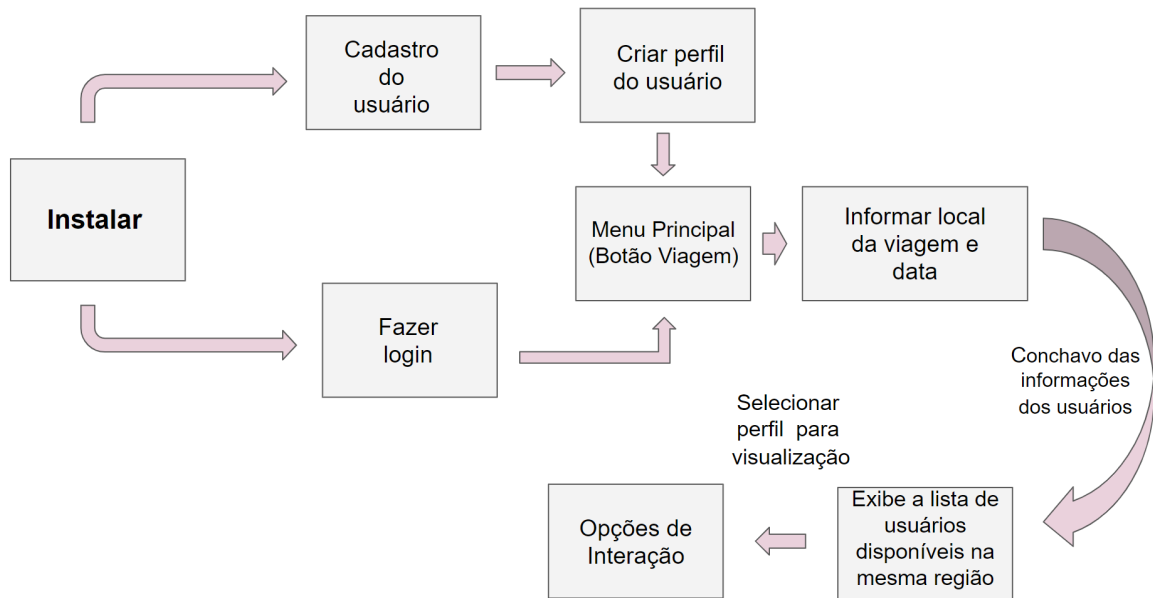 Cadastro
do
usuário
Criar perfil
do usuário
Instalar
Menu Principal
(Botão Viagem)
Informar local
da viagem e
data
Fazer
login
Conchavo das
informações
dos usuários
Selecionar
perfil para
visualização
Exibe a lista de
usuários
disponíveis na
mesma região
Opções de
Interação